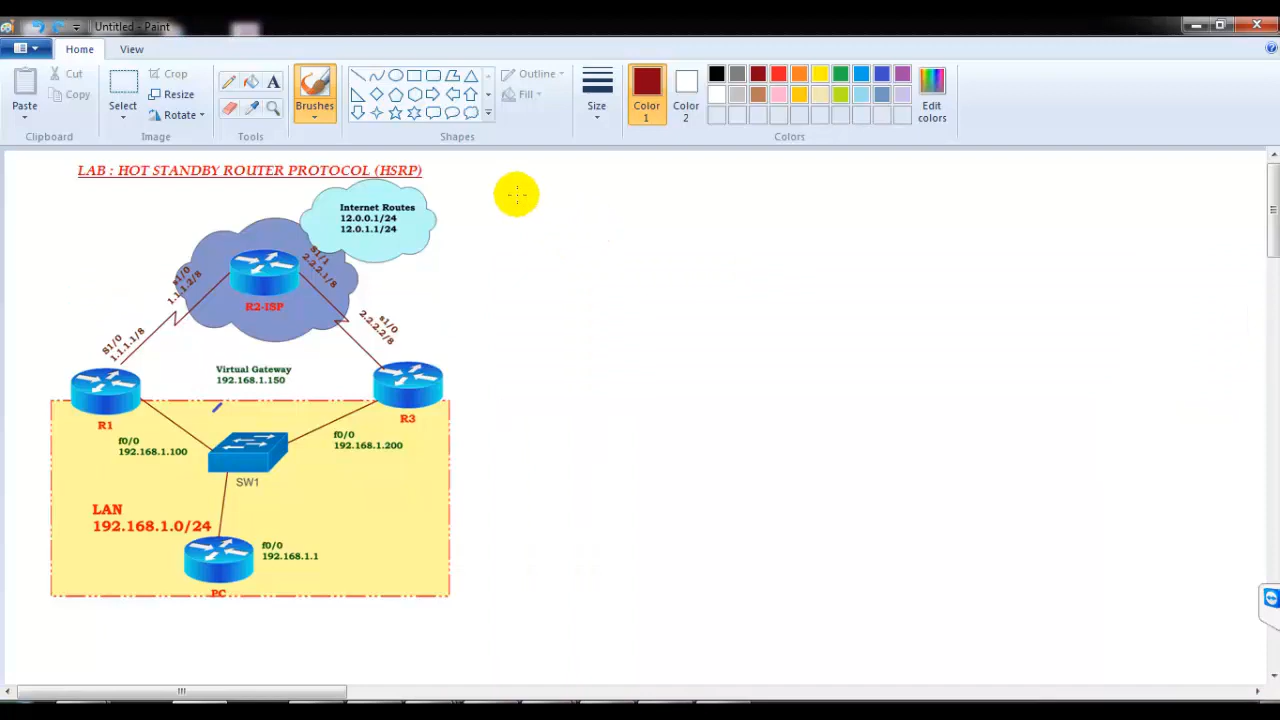 Untitled - Paint
Home
View
Paste
Cut
Copy
Clipboard
Select
Crop
Resize
Rotate
Image
Tools
Brushes
Shapes
Outline
Fill
Size
Color
1
Color
2
Edit
colors
Colors
LAB : HOT STANDBY ROUTER PROTOCOL (HSRP)
Internet Routes
12.0.0.1/24
12.0.1.1/24
S1/1
2.2.2.1/8
s1/0
1.1.1.2/8
R2-ISP
s1/0
2.2.2.2/8
S1/0
1.1.1.1/8
Virtual Gateway
192.168.1.150
R1
R3
f0/0
192.168.1.100
f0/0
192.168.1.200
SW1
LAN
192.168.1.0/24
f0/0
192.168.1.1
PC